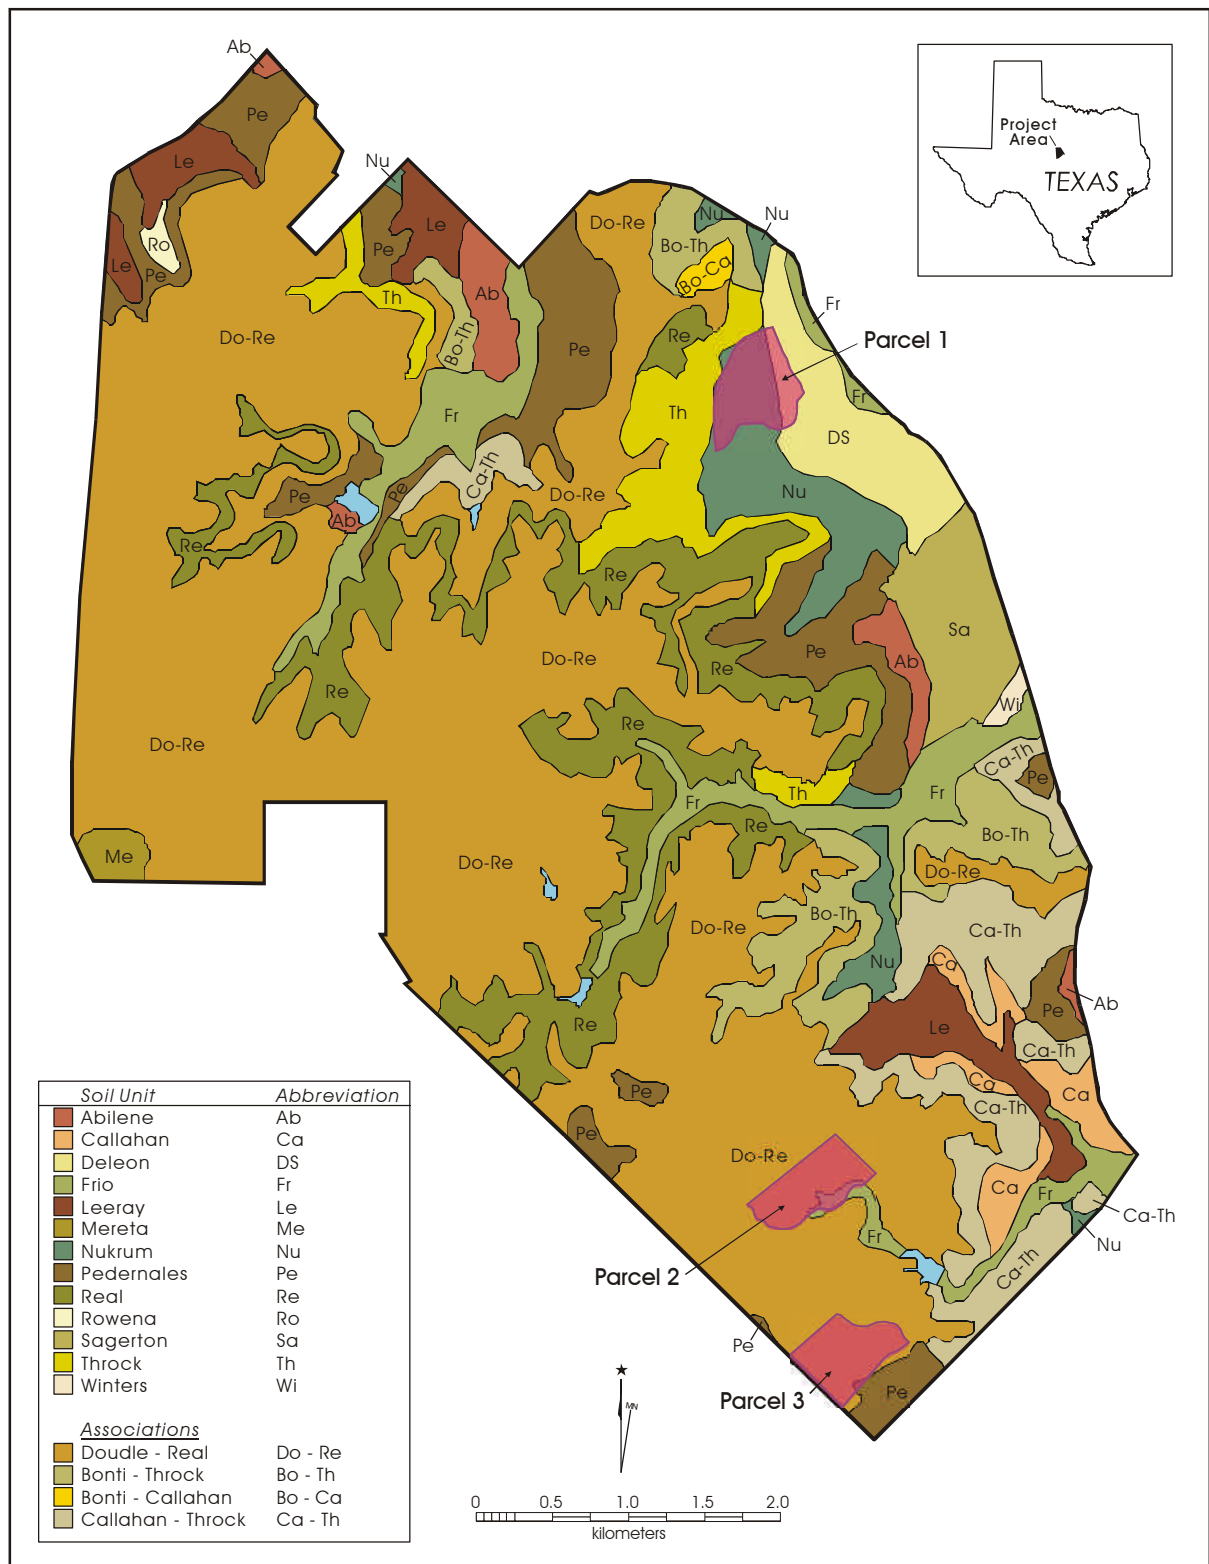 Ab
Pe
Le
Nu
Ro
Le
Pe
Pe
Le
Do-Re
Nu
Nu
Bo-Th
Bo-Ca
Project
Area
TEXAS
Th
Ab
Fr
Do-Re
Bo-Th
Pe
Re
Parcel 1
Fr
Th
Fr
DS
Ca-Th
Pe
Pe
Do-Re
Nu
Ab
Re
Re
Sa
Do-Re
Pe
Ab
Re
Re
Wi
Re
Do-Re
Ca-Th
Pe
Th
Fr
Fr
Re
Bo-Th
Me
Do-Re
Do-Re
Bo-Th
Do-Re
Ca-Th
Nu
Ca
Ab
Pe
Re
Le
Ca-Th
Ca
Pe
Ca
Ca-Th
Pe
Do-Re
Ca
Fr
Ca-Th
Fr
Nu
Ca-Th
Parcel 2
Pe
Parcel 3
Pe
Soil Unit Abbreviation
Abilene Ab
Callahan Ca
Deleon DS
Frio Fr
Leeray Le
Mereta Me
Nukrum Nu
Pedernales Pe
Real Re
Rowena Ro
Sagerton Sa
Throck Th
Winters Wi
Associations
Doudle - Real Do - Re
Bonti - Throck Bo - Th
Bonti - Callahan Bo - Ca
Callahan - Throck Ca - Th
MN
0 0.5 1.0 1.5 2.0
kilometers